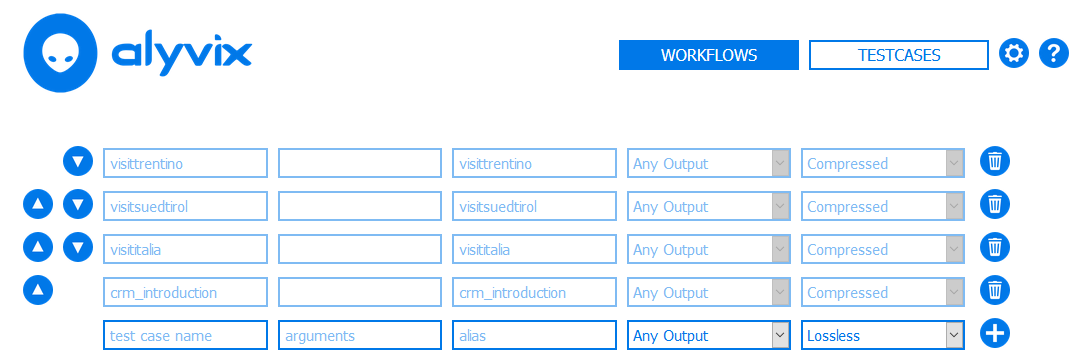 alyvix
WORKFLOWS TESTCASES ?
visittrentino visittrentino Any Output Compressed
visitsuedtirol visitsuedtirol Any Output Compressed
visititalia visititalia Any Output Compressed
crm_introduction crm_introduction Any Output Compressed
test case name arguments alias Any Output Lossless